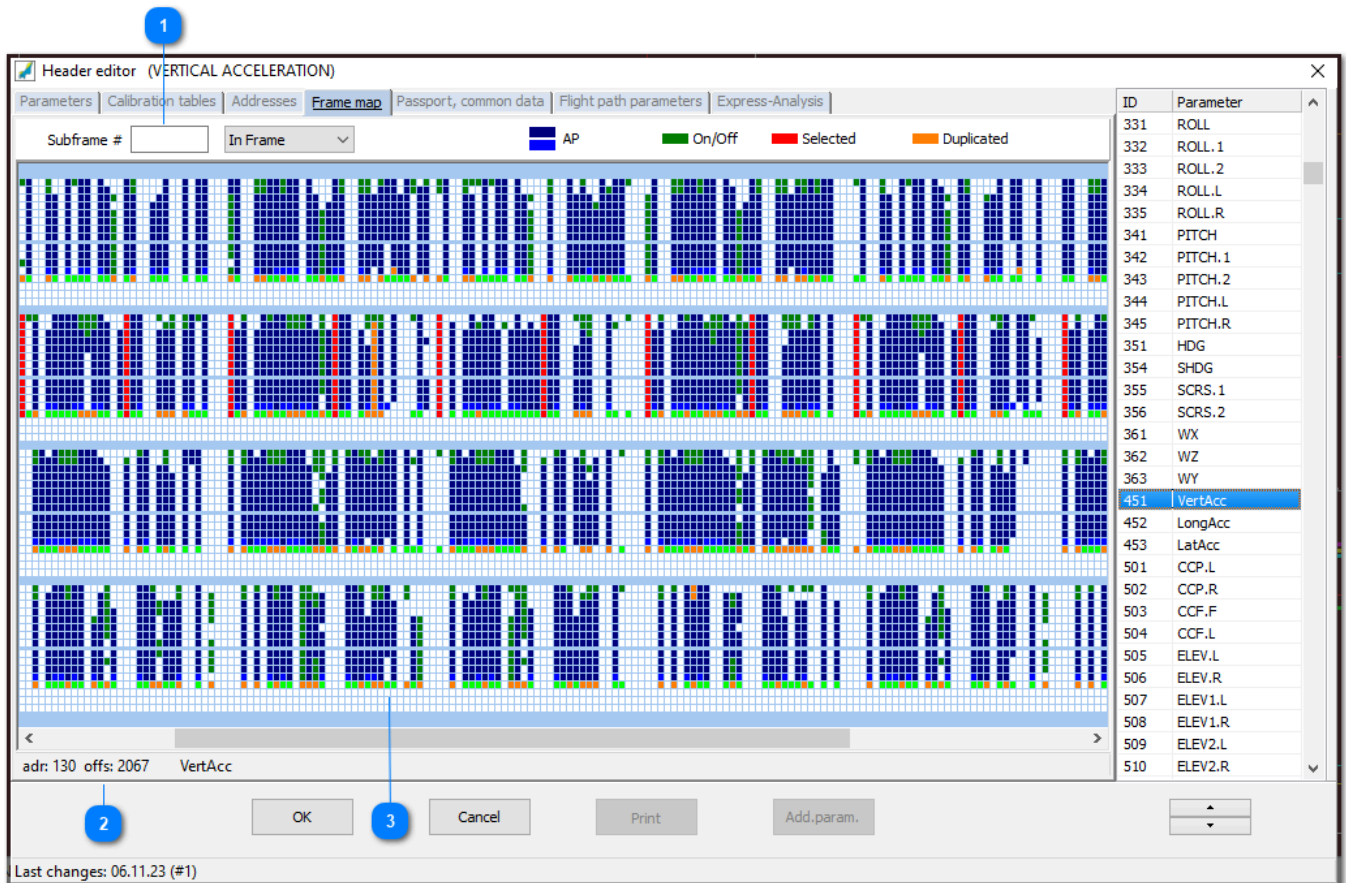 1
Header editor (VERTICAL ACCELERATION)
Parameters Calibration tables Addresses Frame map Passport, common data Flight path parameters Express-Analysis
Subframe # In Frame AP On/Off Selected Duplicated
ID Parameter
331 ROLL
332 ROLL.1
333 ROLL.2
334 ROLL.L
335 ROLL.R
341 PITCH
342 PITCH.1
343 PITCH.2
344 PITCH.L
345 PITCH.R
351 HDG
354 SHDG
355 SCRS.1
356 SCRS.2
361 WX
362 WZ
363 WY
451 VertAcc
452 LongAcc
453 LatAcc
501 CCP.L
502 CCP.R
503 CCF.F
504 CCF.L
505 ELEV.L
506 ELEV.R
507 ELEV1.L
508 ELEV1.R
509 ELEV2.L
510 ELEV2.R
adr: 130 offs: 2067 VertAcc
2
3
OK Cancel Print Add.param.
Last changes: 06.11.23 (#1)